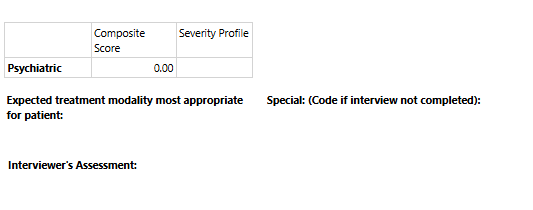 Composite Score Severity Profile
Psychiatric 0.00
Expected treatment modality most appropriate for patient:
Special: (Code if interview not completed):
Interviewer's Assessment: